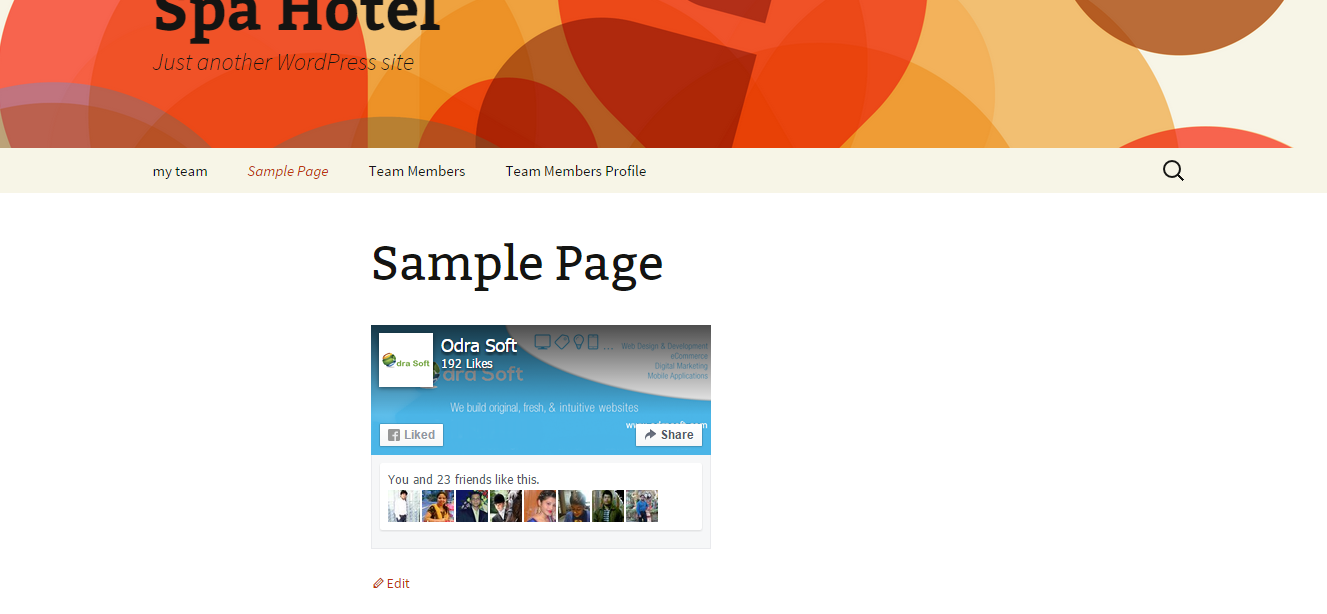 Spa Hotel
Just another WordPress site
my team Sample Page Team Members Team Members Profile
Sample Page
Odra Soft
192 Likes
dra Soft
dra Soft
Web Design & Development
eCommerce
Digital Marketing
Mobile Applications
We build original, fresh, & intuitive websites
Liked
Share
You and 23 friends like this.
Edit